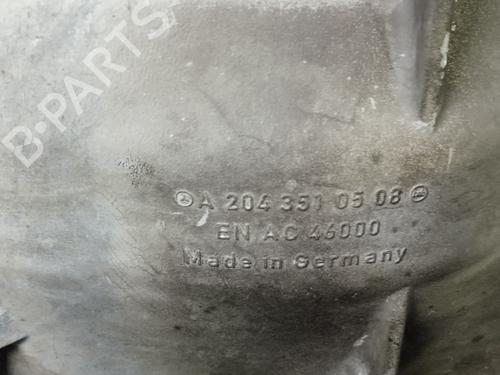 B-PARTS
A 204 351 05 08
EN AC 46000
Made in Germany